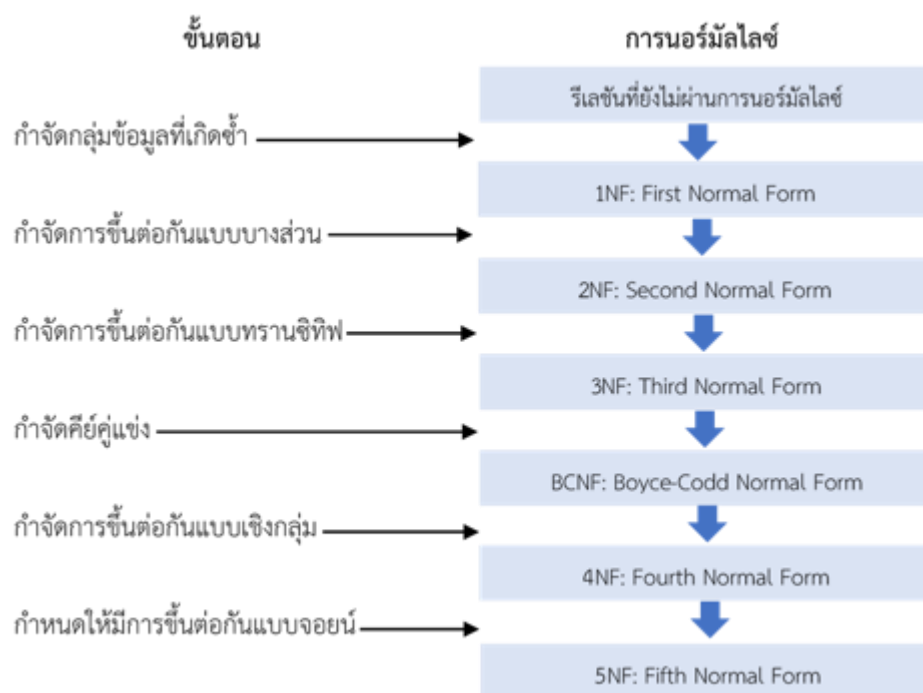 ขั้นตอน
การนอร์มัลไลซ์
รีเลชันที่ยังไม่ผ่านการนอร์มัลไลซ์
กำจัดกลุ่มข้อมูลที่เกิดซ้ำ
1NF: First Normal Form
กำจัดการขึ้นต่อกันแบบบางส่วน
2NF: Second Normal Form
กำจัดการขึ้นต่อกันแบบทรานซิทิฟ
3NF: Third Normal Form
กำจัดคีย์คู่แข่ง
BCNF: Boyce-Codd Normal Form
กำจัดการขึ้นต่อกันแบบเชิงกลุ่ม
4NF: Fourth Normal Form
กำหนดให้มีการขึ้นต่อกันแบบจอยน์
5NF: Fifth Normal Form